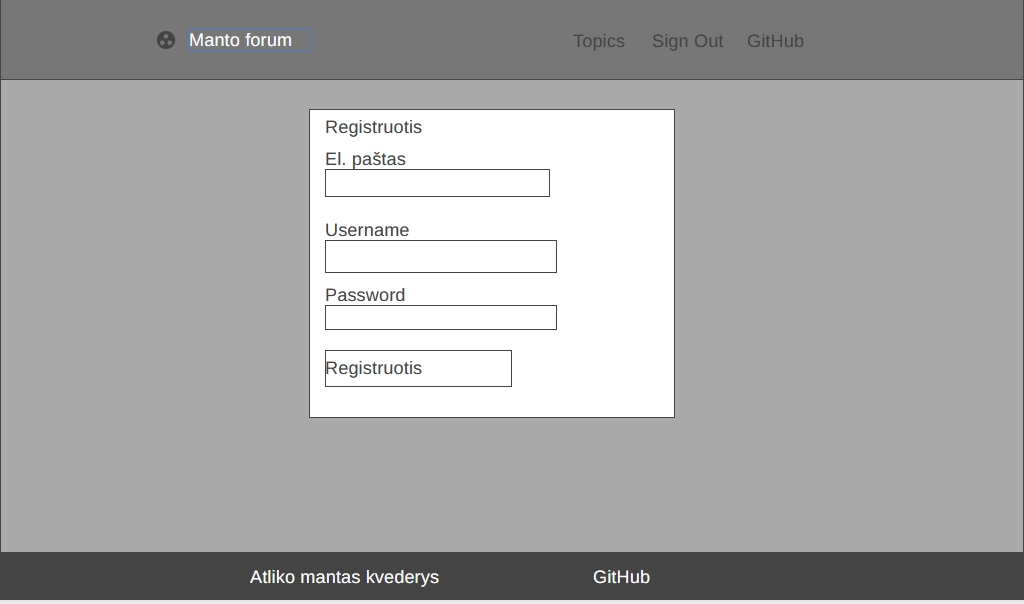 Manto forum
Topics Sign Out GitHub
Registruotis
El. paštas
Username
Password
Registruotis
Atliko mantas kvederys GitHub